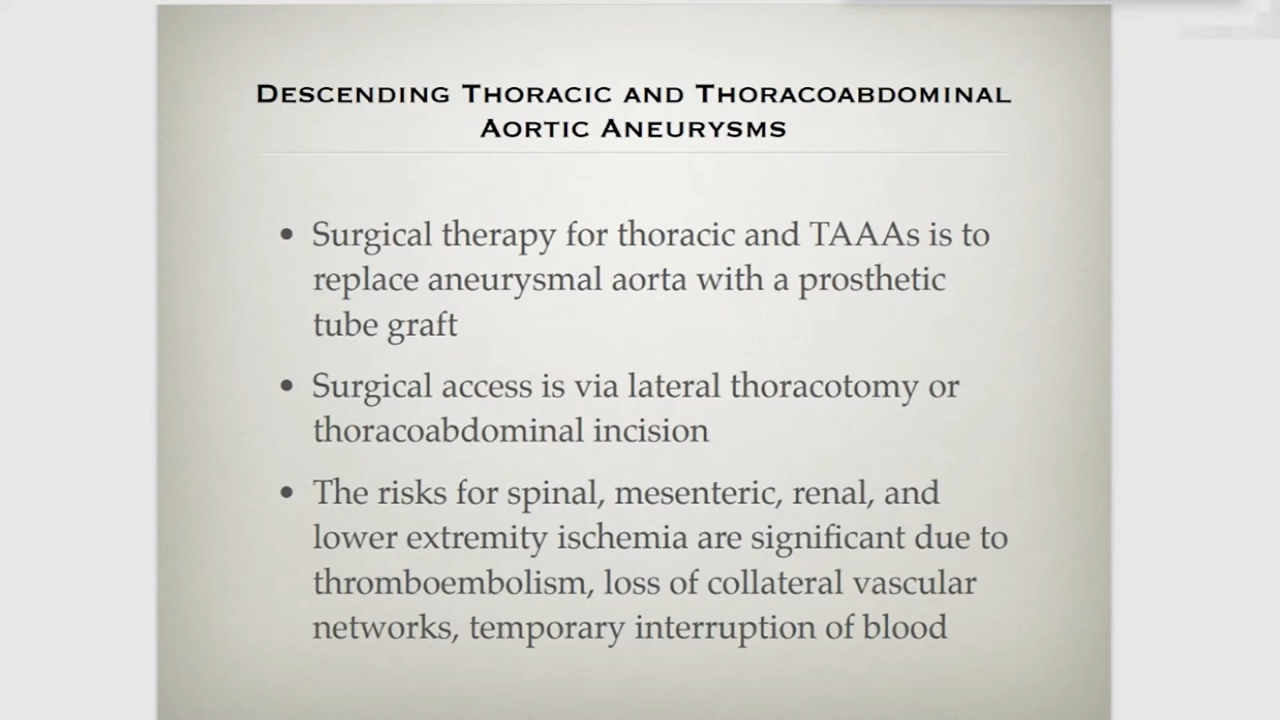 Descending Thoracic and Thoracoabdominal
Aortic Aneurysms
• Surgical therapy for thoracic and TAAAs is to
replace aneurysmal aorta with a prosthetic
tube graft
• Surgical access is via lateral thoracotomy or
thoracoabdominal incision
• The risks for spinal, mesenteric, renal, and
lower extremity ischemia are significant due to
thromboembolism, loss of collateral vascular
networks, temporary interruption of blood